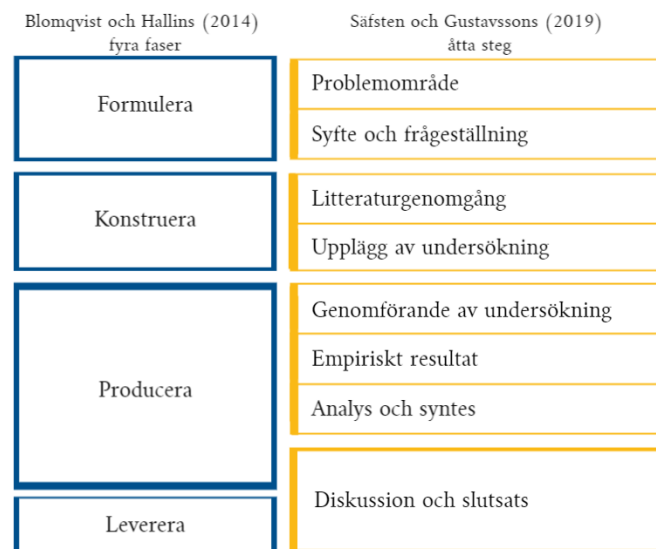 Blomqvist och Hallins (2014)
fyra faser
Säfsten och Gustavssons (2019)
åtta steg
Formulera
Problemområde
Syfte och frågeställning
Konstruera
Litteraturgenomgång
Upplägg av undersökning
Producera
Genomförande av undersökning
Empiriskt resultat
Analys och syntes
Leverera
Diskussion och slutsats